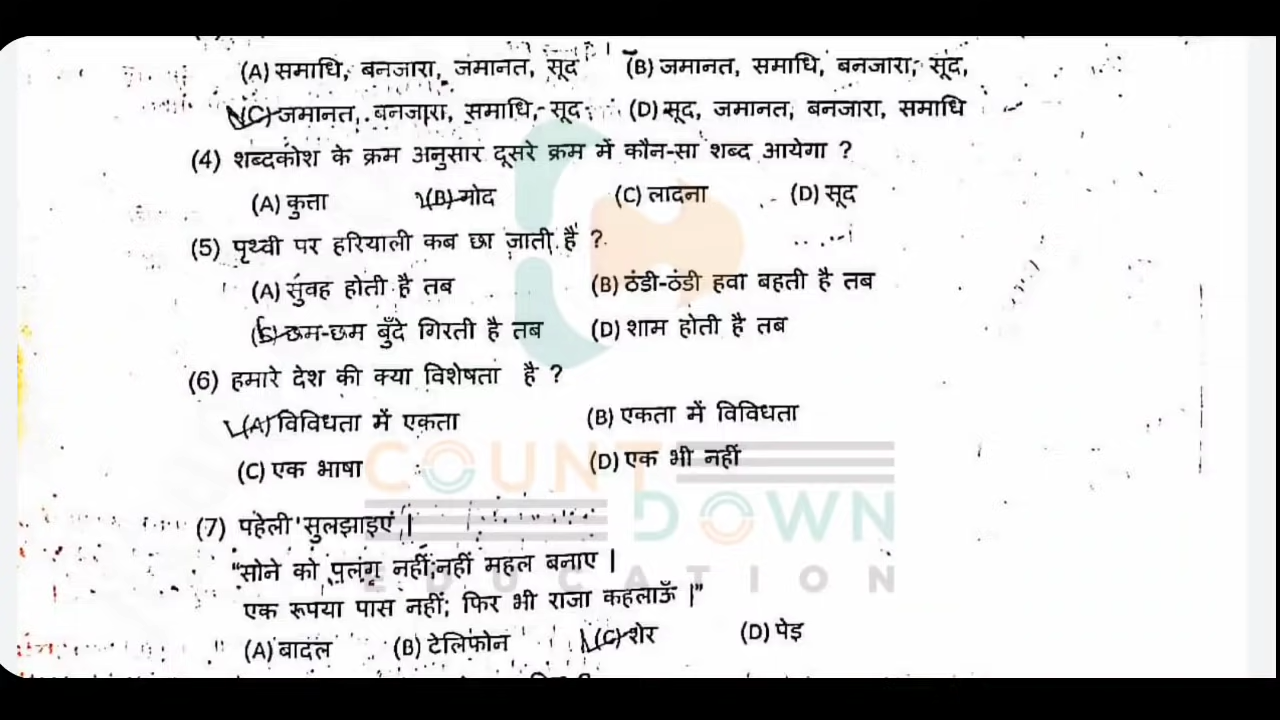 (A) समाधि, बनजारा, जमानत, सूद (B) जमानत, समाधि, बनजारा, सूद,
(C) जमानत, बनजारा, समाधि, सूद (D) सूद, जमानत, बनजारा, समाधि
(4) शब्दकोश के क्रम अनुसार दूसरे क्रम में कौन-सा शब्द आयेगा ?
(A) कुत्ता (B) मोद (C) लादना (D) सूद
(5) पृथ्वी पर हरियाली कब छा जाती हैं ?
(A) सुंवह होती है तब (B) ठंडी-ठंडी हवा बहती है तब
(C) छम-छम बुँदे गिरती है तब (D) शाम होती है तब
(6) हमारे देश की क्या विशेषता है ?
(A) विविधता में एकता (B) एकता में विविधता
(C) एक भाषा (D) एक भी नहीं
(7) पहेली सुलझाइएं |
"सोने को पलंग नहीं नहीं महल बनाए |
एक रूपया पास नहीं; फिर भी राजा कहलाऊँ |"
(A) बादल (B) टेलिफोन (C) शेर (D) पेड़
COUNT
DOWN
EDUCATION